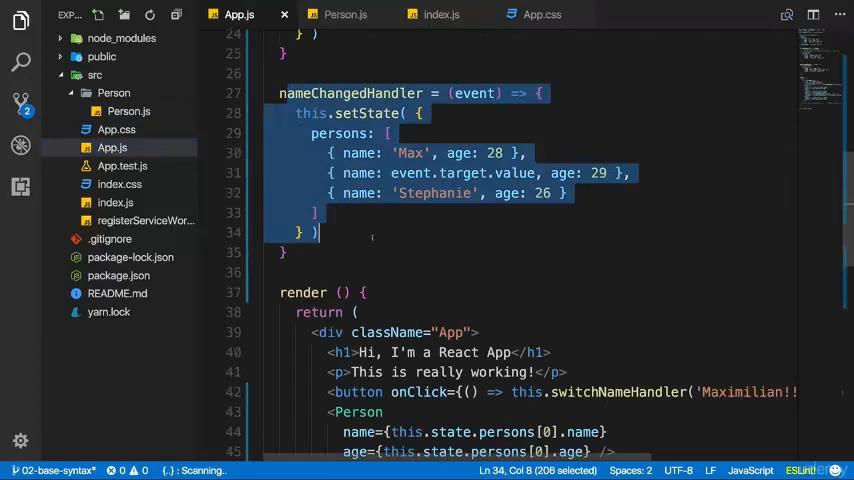 EXP...
App.js
Person.js
index.js
App.css
node_modules
public
src
Person
Person.js
App.css
App.js
App.test.js
index.css
index.js
registerServiceWor...
.gitignore
package-lock.json
package.json
README.md
yarn.lock
2
24 } )
25 }
26
27 nameChangedHandler = (event) => {
28 this.setState( {
29 persons: [
30 { name: 'Max', age: 28 },
31 { name: event.target.value, age: 29 },
32 { name: 'Stephanie', age: 26 }
33 ]
34 } )
35 }
36
37 render () {
38 return (
39 <div className="App">
40 <h1>Hi, I'm a React App</h1>
41 <p>This is really working!</p>
42 <button onClick={() => this.switchNameHandler('Maximilian!!
43 <Person
44 name={this.state.persons[0].name}
45 age={this.state.persons[0].age} />
02-base-syntax* 0 0 {..} : Scanning... Ln 34, Col 8 (206 selected) Spaces: 2 UTF-8 LF JavaScript ESLint